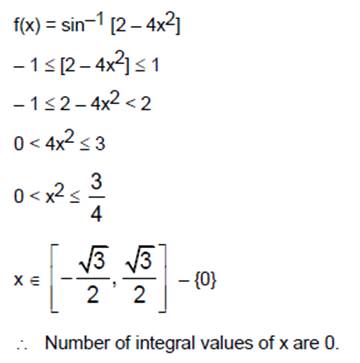 f(x) = sin⁻¹ [2 – 4x²]
– 1 ≤ [2 – 4x²] ≤ 1
– 1 ≤ 2 – 4x² < 2
0 < 4x² ≤ 3
0 < x² ≤ 3/4
x ∈ [–√3/2, √3/2] – {0}
∴ Number of integral values of x are 0.